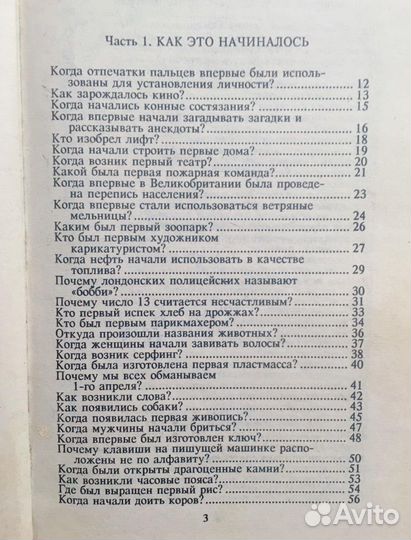 Часть 1. КАК ЭТО НАЧИНАЛОСЬ
Когда отпечатки пальцев впервые были исполь-
зованы для установления личности? 12
Как зарождалось кино? 13
Когда начались конные состязания? 15
Когда впервые начали загадывать загадки и
рассказывать анекдоты? 16
Кто изобрел лифт? 18
Когда начали строить первые дома? 19
Когда возник первый театр? 20
Какой была первая пожарная команда? 21
Когда впервые в Великобритании была проведе-
на перепись населения? 23
Когда впервые стали использоваться ветряные
мельницы? 24
Каким был первый зоопарк? 26
Кто был первым художником
карикатуристом? 27
Когда нефть начали использовать в качестве
топлива? 29
Почему лондонских полицейских называют
«бобби»? 30
Почему число 13 считается несчастливым? 31
Кто первый испек хлеб на дрожжах? 33
Кто был первым парикмахером? 34
Откуда произошли названия животных? 36
Когда женщины начали завивать волосы? 37
Когда возник серфинг? 38
Когда была изготовлена первая пластмасса? 40
Почему мы всех обманываем
1-го апреля? 41
Как возникли слова? 42
Как появились собаки? 43
Когда появилась первая живопись? 45
Когда мужчины начали бриться? 47
Когда впервые был изготовлен ключ? 48
Почему клавиши на пишущей машинке распо-
ложены не по алфавиту? 50
Когда были открыты драгоценные камни? 51
Как возникли часовые пояса? 53
Где был выращен первый рис? 54
Когда начали доить коров? 56
3
Avito